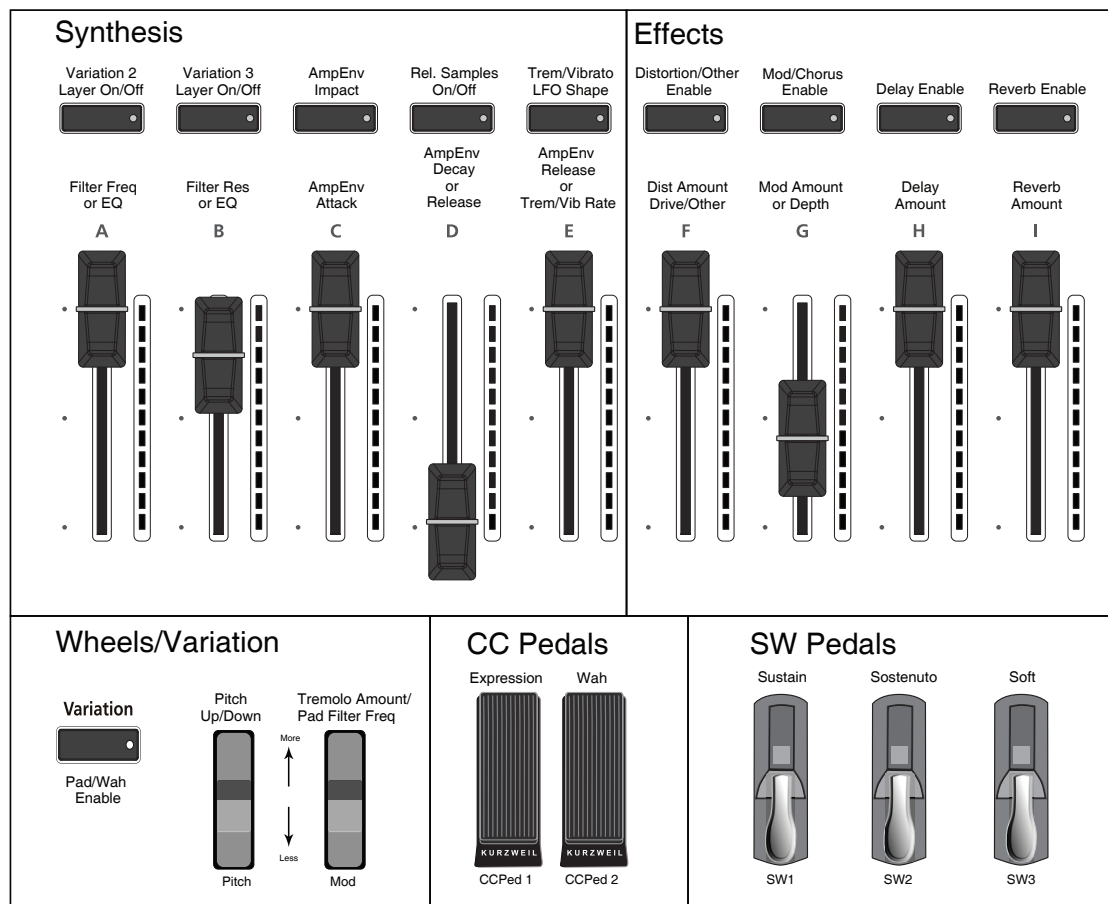 Synthesis
Effects
Variation 2
Layer On/Off
Variation 3
Layer On/Off
AmpEnv
Impact
Rel. Samples
On/Off
Trem/Vibrato
LFO Shape
Distortion/Other
Enable
Mod/Chorus
Enable
Delay Enable
Reverb Enable
Filter Freq
or EQ
Filter Res
or EQ
AmpEnv
Attack
AmpEnv
Decay
or
Release
AmpEnv
Release
or
Trem/Vib Rate
Dist Amount
Drive/Other
Mod Amount
or Depth
Delay
Amount
Reverb
Amount
A B C D E F G H I
Wheels/Variation
Variation
Pad/Wah
Enable
Pitch
Up/Down
More
Less
Tremolo Amount/
Pad Filter Freq
Pitch
Mod
CC Pedals
Expression
Wah
KURZWEIL
KURZWEIL
CCPed 1
CCPed 2
SW Pedals
Sustain
Sostenuto
Soft
SW1
SW2
SW3